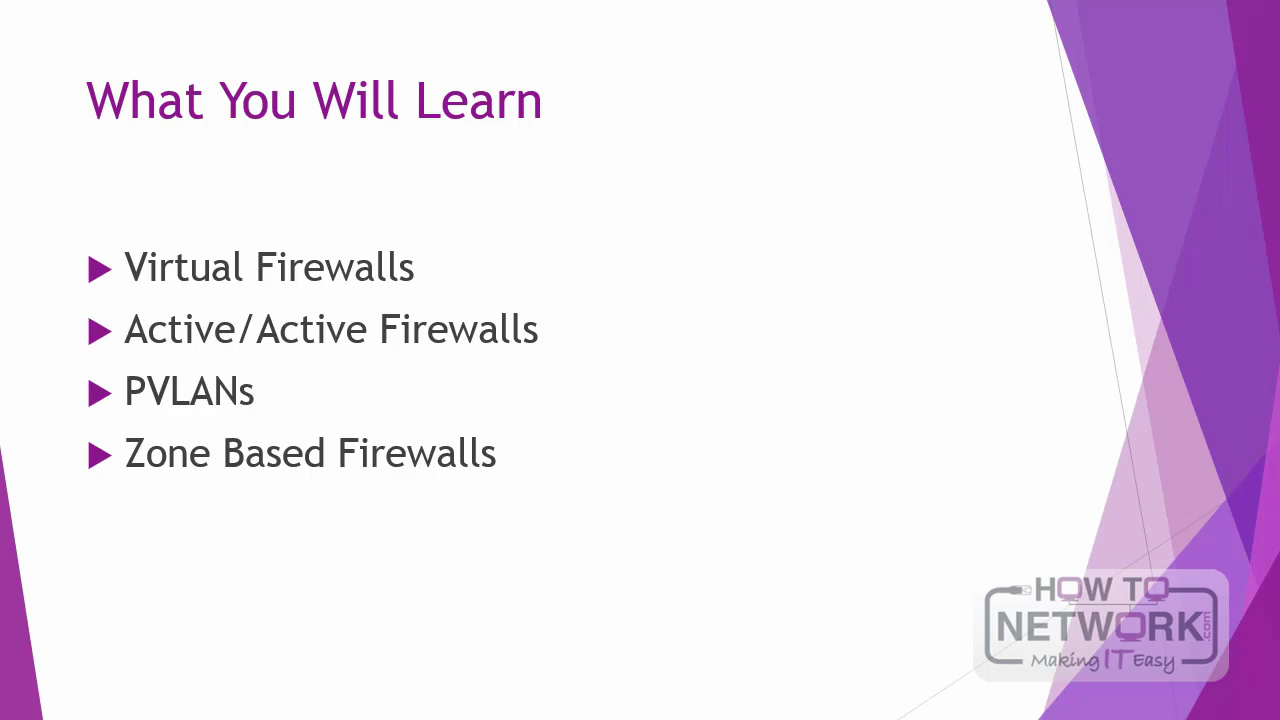 What You Will Learn
Virtual Firewalls
Active/Active Firewalls
PVLANs
Zone Based Firewalls
HOW TO
NETWORK.com
Making IT Easy